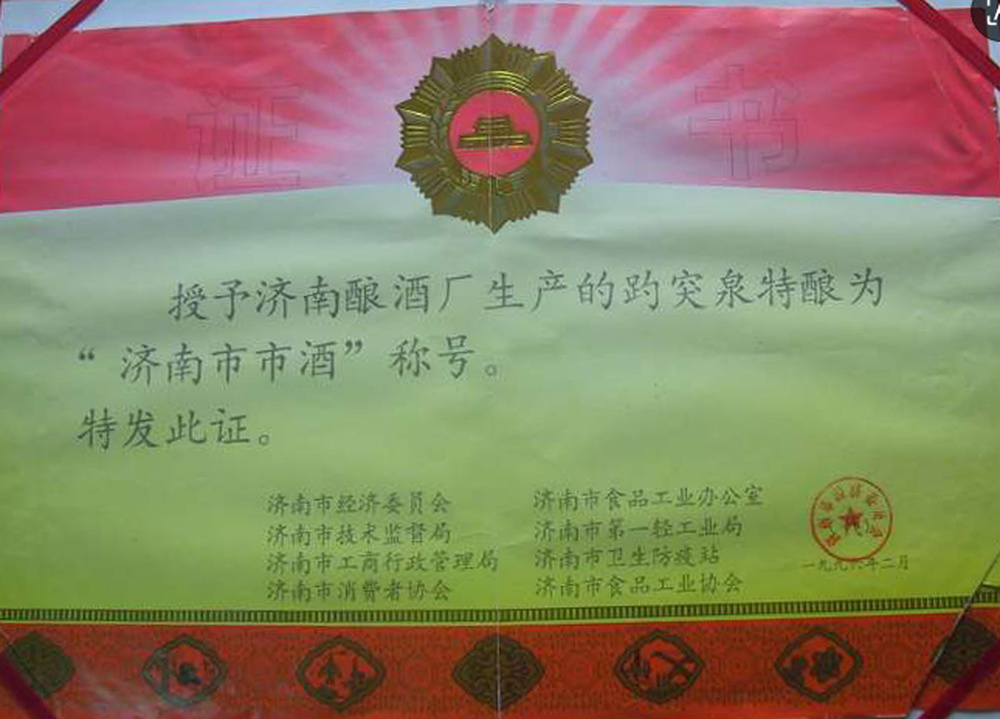 证书
授予济南酿酒厂生产的趵突泉特酿为
“济南市市酒”称号。
特发此证。
济南市经济委员会
济南市技术监督局
济南市工商行政管理局
济南市消费者协会
济南市食品工业办公室
济南市第一轻工业局
济南市卫生防疫站
济南市食品工业协会
年二月